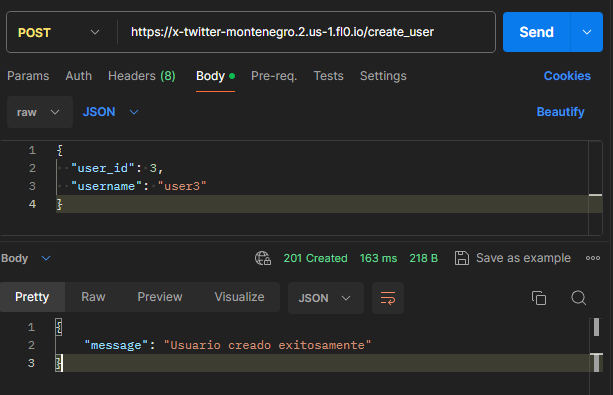 POST https://x-twitter-montenegro.2.us-1.fl0.io/create_user Send
Params Auth Headers (8) Body Pre-req. Tests Settings Cookies
raw JSON Beautify
1 {
2 "user_id": 3,
3 "username": "user3"
4 }
Body 201 Created 163 ms 218 B Save as example
Pretty Raw Preview Visualize JSON
1 {
2 "message": "Usuario creado exitosamente"
3 }